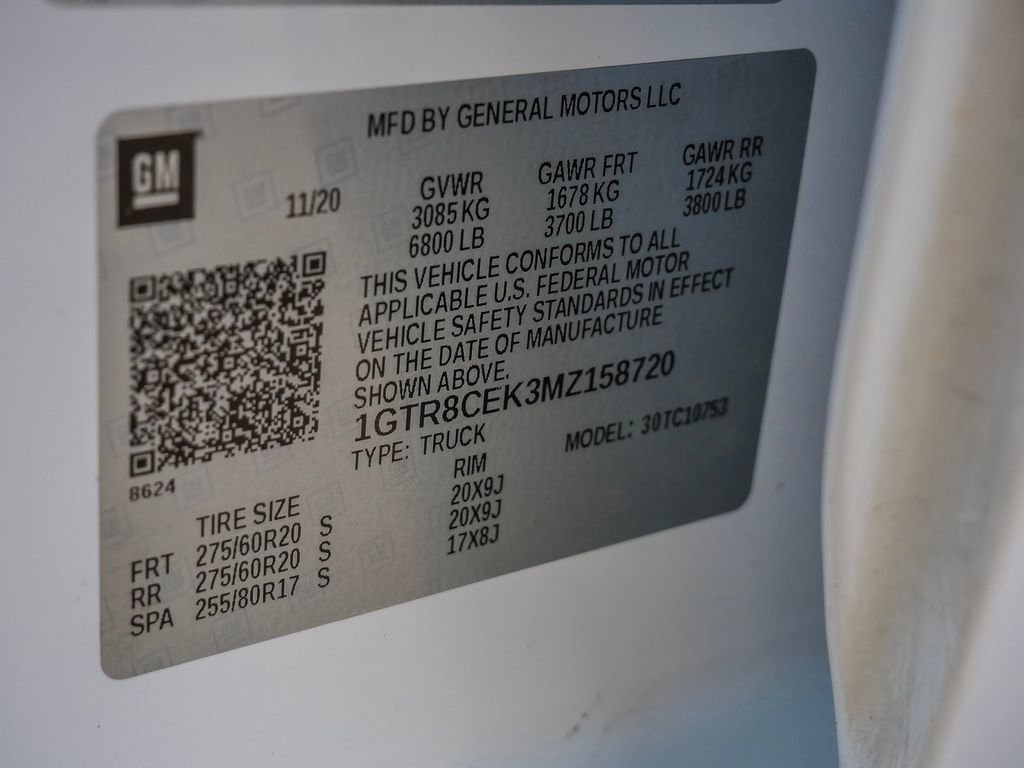 MFD BY GENERAL MOTORS LLC
GM
11/20
GVWR GAWR FRT GAWR RR
3085 KG 1678 KG 1724 KG
6800 LB 3700 LB 3800 LB
THIS VEHICLE CONFORMS TO ALL
APPLICABLE U.S. FEDERAL MOTOR
VEHICLE SAFETY STANDARDS IN EFFECT
ON THE DATE OF MANUFACTURE
SHOWN ABOVE.
1GTR8CEK3MZ158720
TYPE: TRUCK MODEL: 30TC10753
8624
TIRE SIZE RIM
FRT 275/60R20 S 20X9J
RR 275/60R20 S 20X9J
SPA 255/80R17 S 17X8J